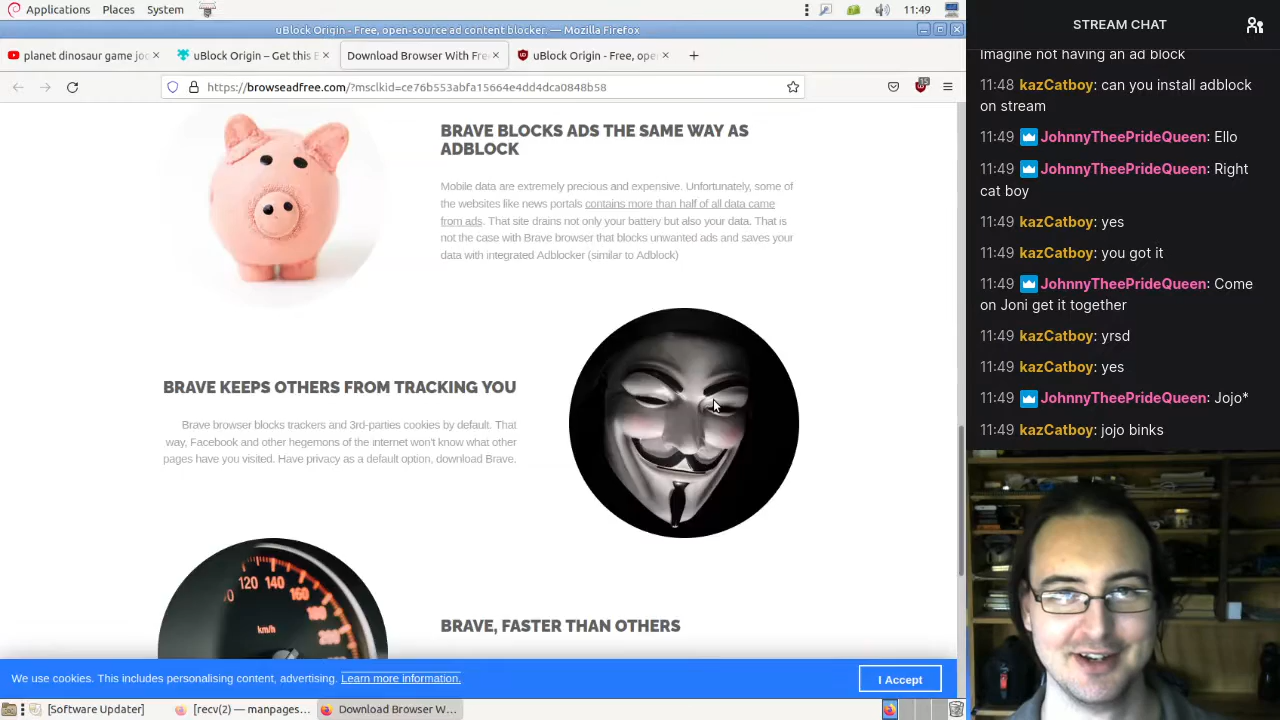 Applications Places System 11:49
uBlock Origin - Free, open-source ad content blocker. — Mozilla Firefox
planet dinosaur game joc
uBlock Origin – Get this E
Download Browser With Fre
uBlock Origin - Free, open-
https://browseadfree.com/?msclkid=ce76b553abfa15664e4dd4dca0848b58
15
BRAVE BLOCKS ADS THE SAME WAY AS
ADBLOCK
Mobile data are extremely precious and expensive. Unfortunately, some of
the websites like news portals contains more than half of all data came
from ads. That site drains not only your battery but also your data. That is
not the case with Brave browser that blocks unwanted ads and saves your
data with integrated Adblocker (similar to Adblock)
BRAVE KEEPS OTHERS FROM TRACKING YOU
Brave browser blocks trackers and 3rd-parties cookies by default. That
way, Facebook and other hegemons of the internet won't know what other
pages have you visited. Have privacy as a default option, download Brave.
120 140
160
180
200
km/h
BRAVE, FASTER THAN OTHERS
We use cookies. This includes personalising content, advertising. Learn more information.
I Accept
[Software Updater]
[recv(2) — manpages...
Download Browser W...
STREAM CHAT
Imagine not having an ad block
11:48 kazCatboy: can you install adblock
on stream
11:49 JohnnyTheePrideQueen: Ello
11:49 JohnnyTheePrideQueen: Right
cat boy
11:49 kazCatboy: yes
11:49 kazCatboy: you got it
11:49 JohnnyTheePrideQueen: Come
on Joni get it together
11:49 kazCatboy: yrsd
11:49 kazCatboy: yes
11:49 JohnnyTheePrideQueen: Jojo*
11:49 kazCatboy: jojo binks